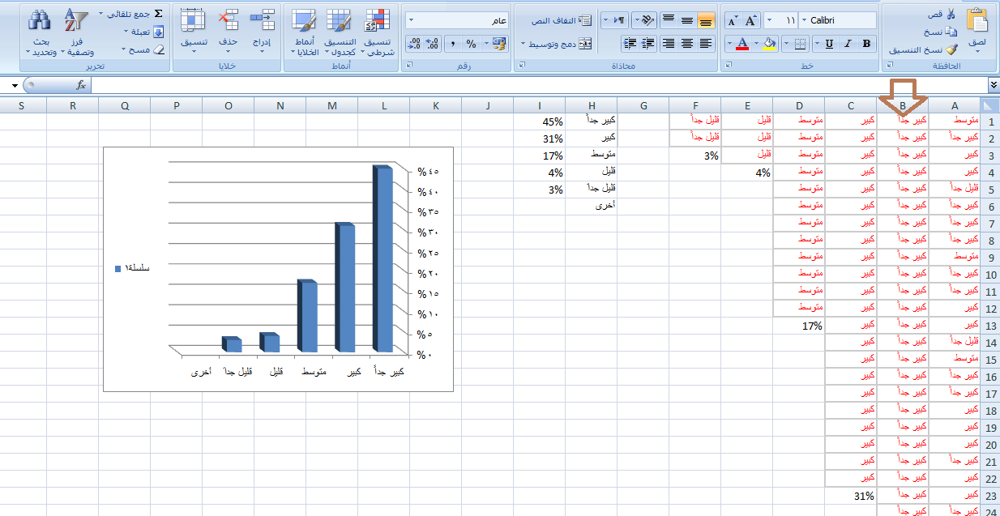 لصق
قص
نسخ
نسخ التنسيق
الحافظة
Calibri ١١ A A
B I U A
خط
التفاف النص
دمج وتوسيط
محاذاة
عام
% , .00 .0 .00
رقم
تنسيق شرطي
التنسيق كجدول
أنماط الخلايا
أنماط
إدراج
حذف
تنسيق
خلايا
Σ جمع تلقائي
تعبئة
مسح
فرز وتصفية
بحث وتحديد
تحرير
fx
A B C D E F G H I J K L M N O P Q R S
1 متوسط كبير جداً كبير متوسط قليل قليل جداً كبير جداً 45%
2 كبير جداً كبير جداً كبير متوسط قليل قليل جداً كبير 31%
3 كبير كبير جداً كبير متوسط قليل 3% متوسط 17%
4 كبير كبير جداً كبير متوسط 4% قليل 4%
5 قليل جداً كبير جداً كبير متوسط قليل جداً 3%
6 كبير جداً كبير جداً كبير متوسط أخرى
7 كبير جداً كبير جداً كبير متوسط
8 كبير جداً كبير جداً كبير متوسط
9 متوسط كبير جداً كبير متوسط
10 كبير جداً كبير جداً كبير متوسط
11 كبير جداً كبير جداً كبير متوسط
12 كبير كبير جداً كبير متوسط
13 كبير كبير جداً كبير 17%
14 قليل جداً كبير جداً كبير
15 متوسط كبير جداً كبير
16 كبير جداً كبير جداً كبير
17 كبير جداً كبير جداً كبير
18 كبير كبير جداً كبير
19 كبير كبير جداً كبير
20 كبير كبير جداً كبير
21 كبير جداً كبير جداً كبير
22 كبير كبير جداً كبير
23 كبير كبير جداً 31%
24 كبير جداً كبير جداً
%٤٥
%٤٠
%٣٥
%٣٠
%٢٥
%٢٠
%١٥
%١٠
%٥
%٠
كبير جداً كبير متوسط قليل قليل جداً أخرى
سلسلة١